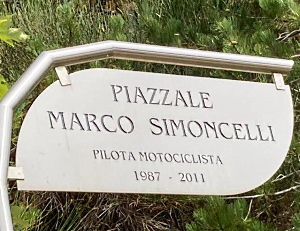 PIAZZALE
MARCO SIMONCELLI
PILOTA MOTOCICLISTA
1987 - 2011